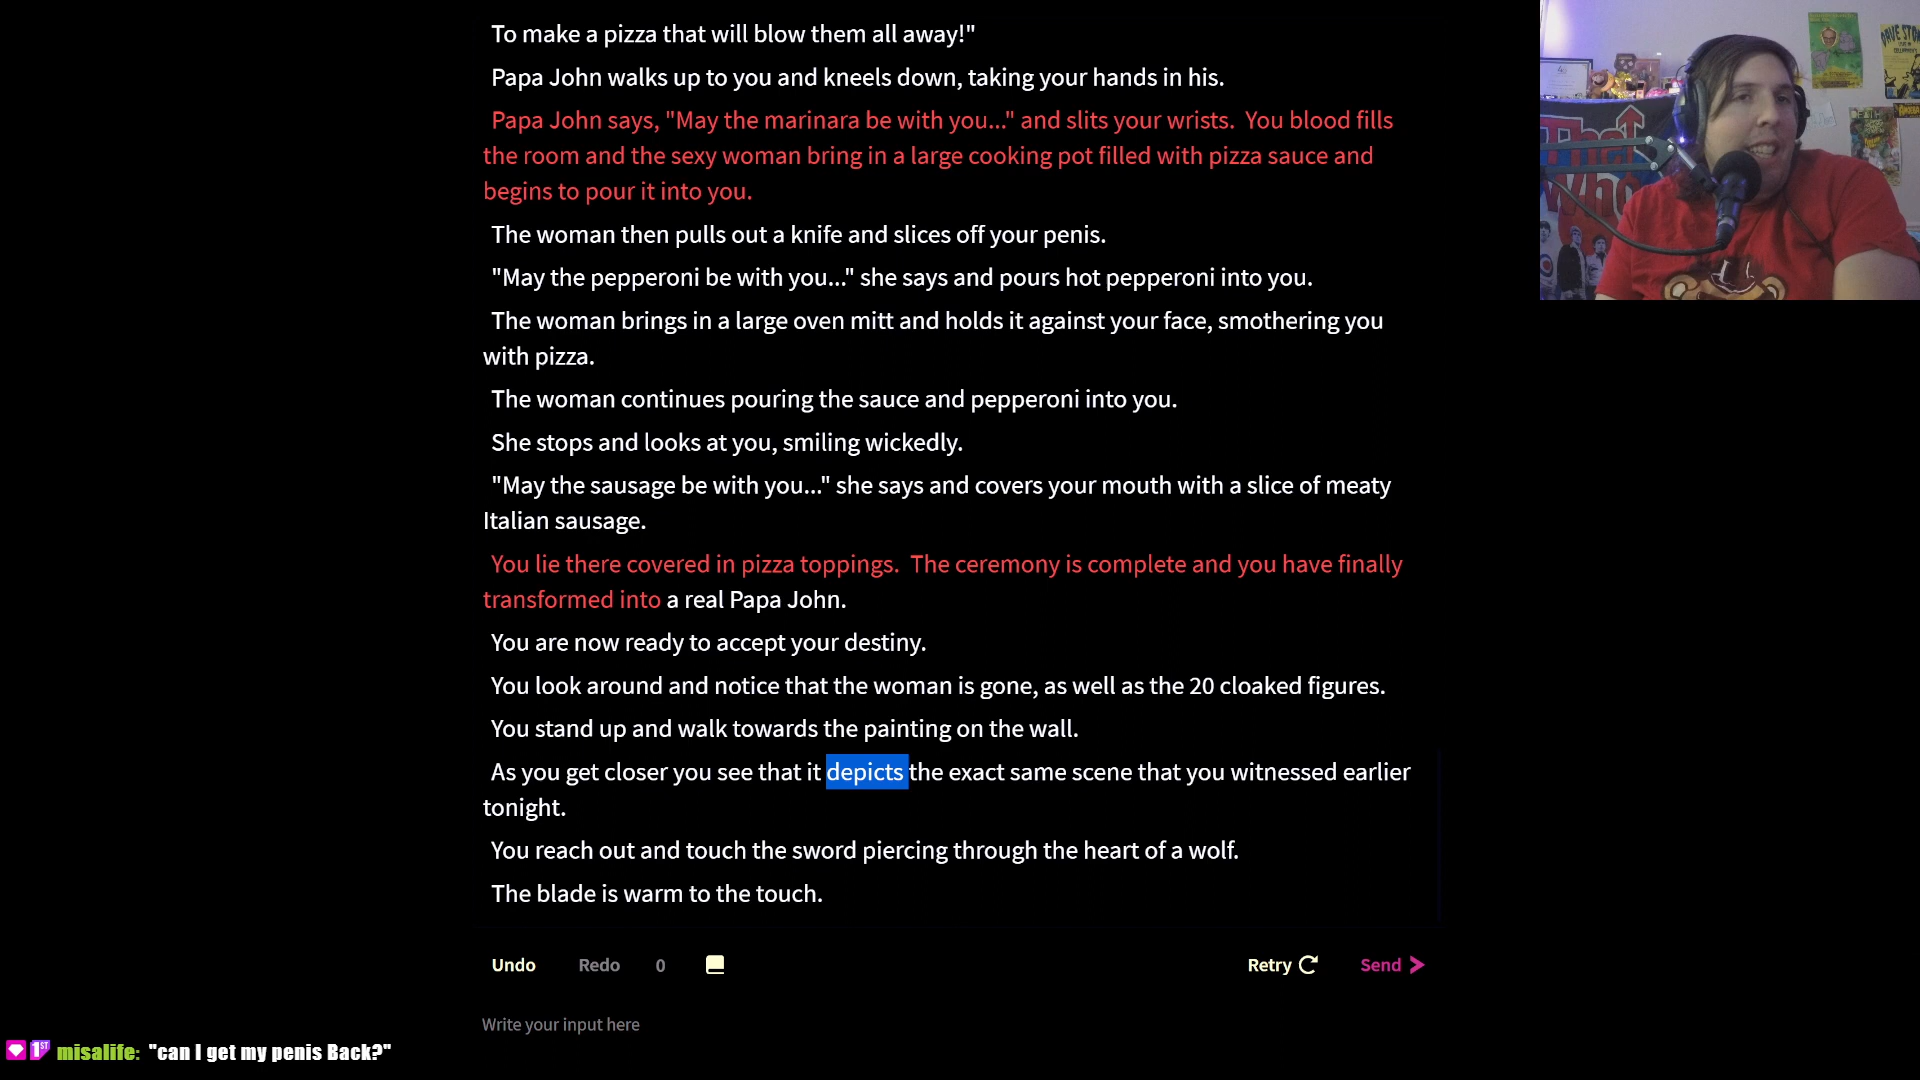 To make a pizza that will blow them all away!"
Papa John walks up to you and kneels down, taking your hands in his.
Papa John says, "May the marinara be with you..." and slits your wrists.  You blood fills
the room and the sexy woman bring in a large cooking pot filled with pizza sauce and
begins to pour it into you.
The woman then pulls out a knife and slices off your penis.
"May the pepperoni be with you..." she says and pours hot pepperoni into you.
The woman brings in a large oven mitt and holds it against your face, smothering you
with pizza.
The woman continues pouring the sauce and pepperoni into you.
She stops and looks at you, smiling wickedly.
"May the sausage be with you..." she says and covers your mouth with a slice of meaty
Italian sausage.
You lie there covered in pizza toppings.  The ceremony is complete and you have finally
transformed into a real Papa John.
You are now ready to accept your destiny.
You look around and notice that the woman is gone, as well as the 20 cloaked figures.
You stand up and walk towards the painting on the wall.
As you get closer you see that it depicts the exact same scene that you witnessed earlier
tonight.
You reach out and touch the sword piercing through the heart of a wolf.
The blade is warm to the touch.
Undo Redo 0 Retry Send
Write your input here
1ST misalife: "can I get my penis Back?"
The
Who